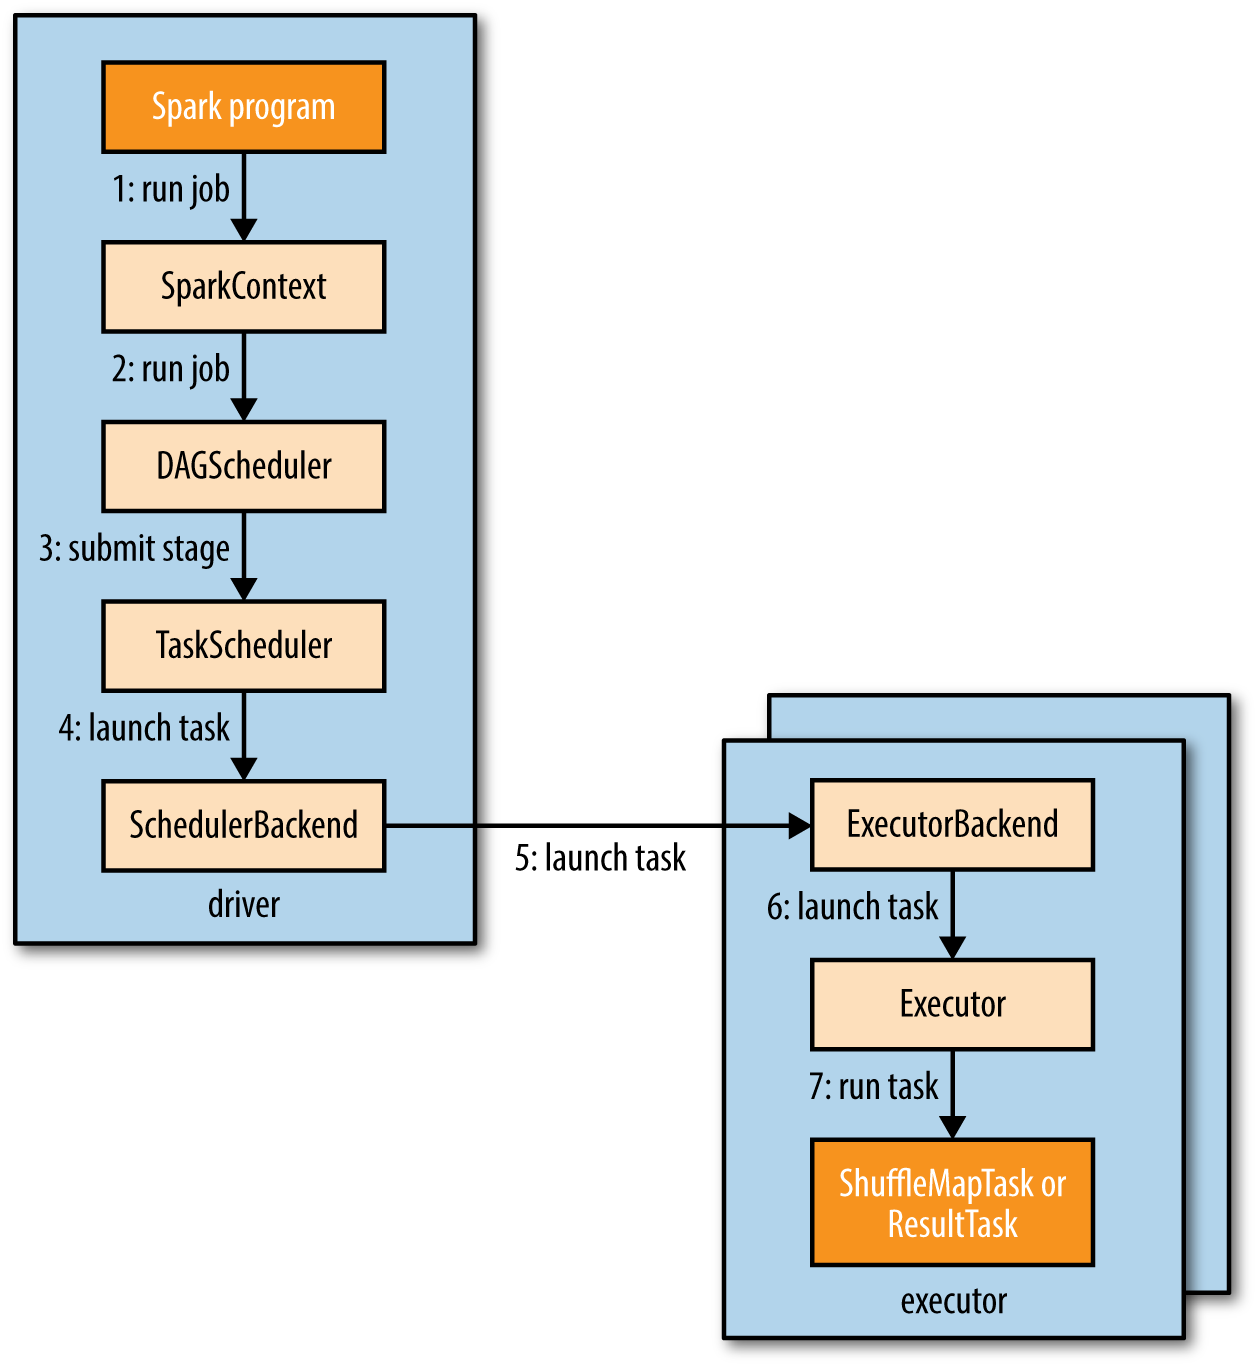 Spark program
1: run job
SparkContext
2: run job
DAGScheduler
3: submit stage
TaskScheduler
4: launch task
SchedulerBackend
driver
5: launch task
ExecutorBackend
6: launch task
Executor
7: run task
ShuffleMapTask or
ResultTask
executor